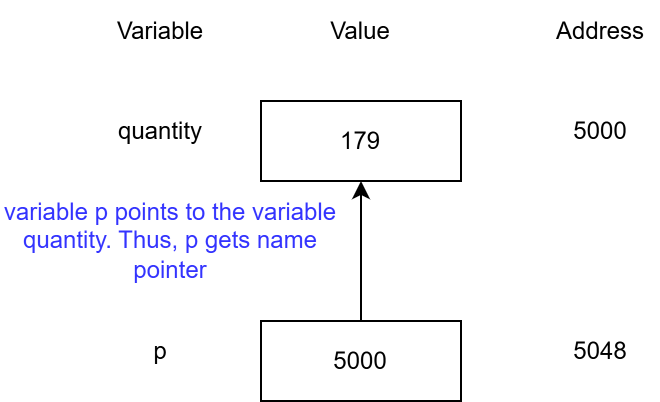 Variable Value Address
quantity 179 5000
variable p points to the variable
quantity. Thus, p gets name
pointer
p 5000 5048